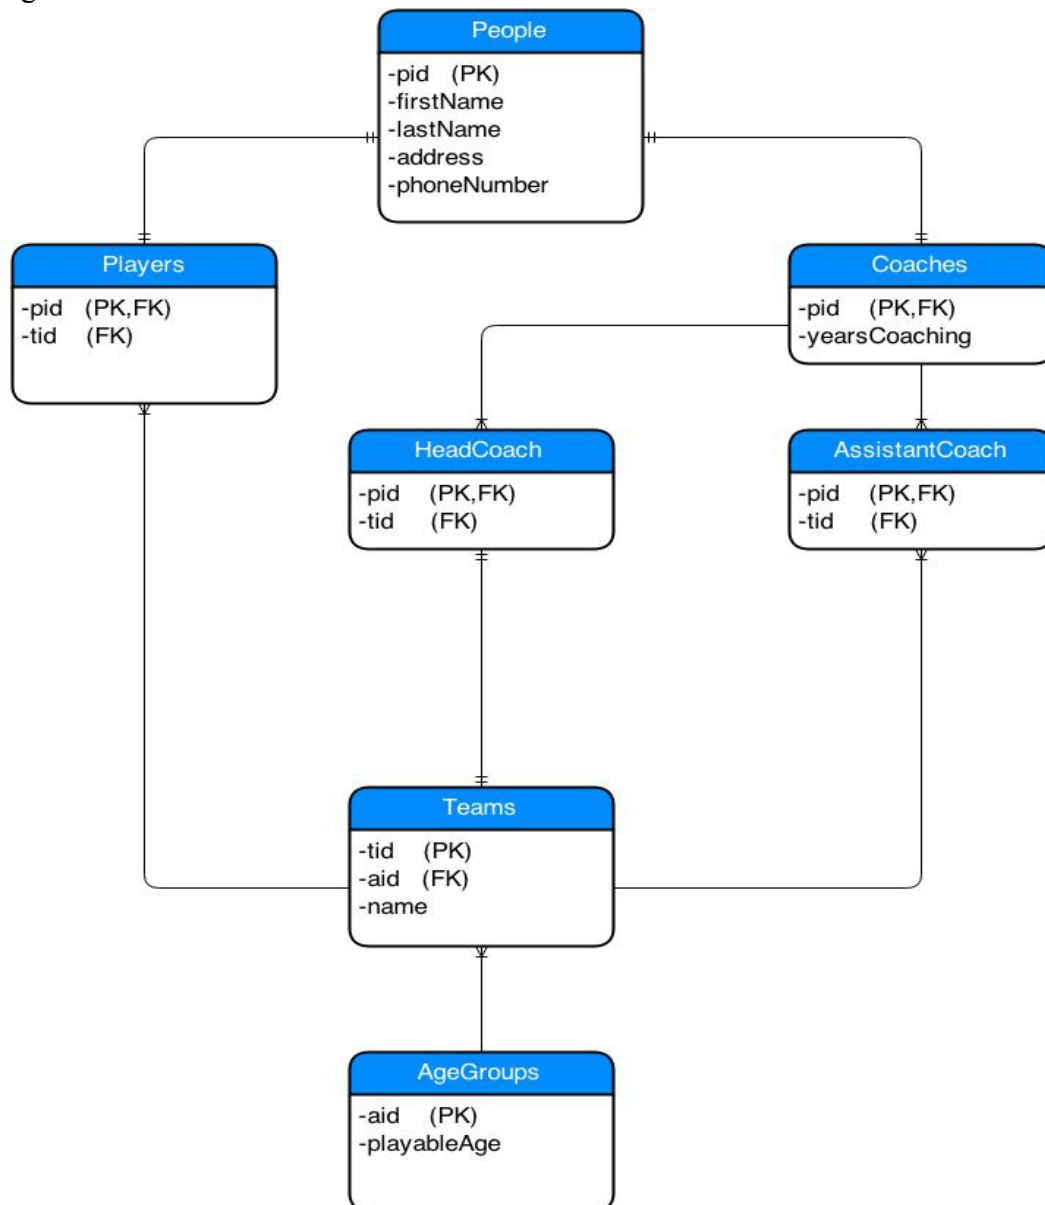 People
-pid (PK)
-firstName
-lastName
-address
-phoneNumber
Players
-pid (PK,FK)
-tid (FK)
Coaches
-pid (PK,FK)
-yearsCoaching
HeadCoach
-pid (PK,FK)
-tid (FK)
AssistantCoach
-pid (PK,FK)
-tid (FK)
Teams
-tid (PK)
-aid (FK)
-name
AgeGroups
-aid (PK)
-playableAge